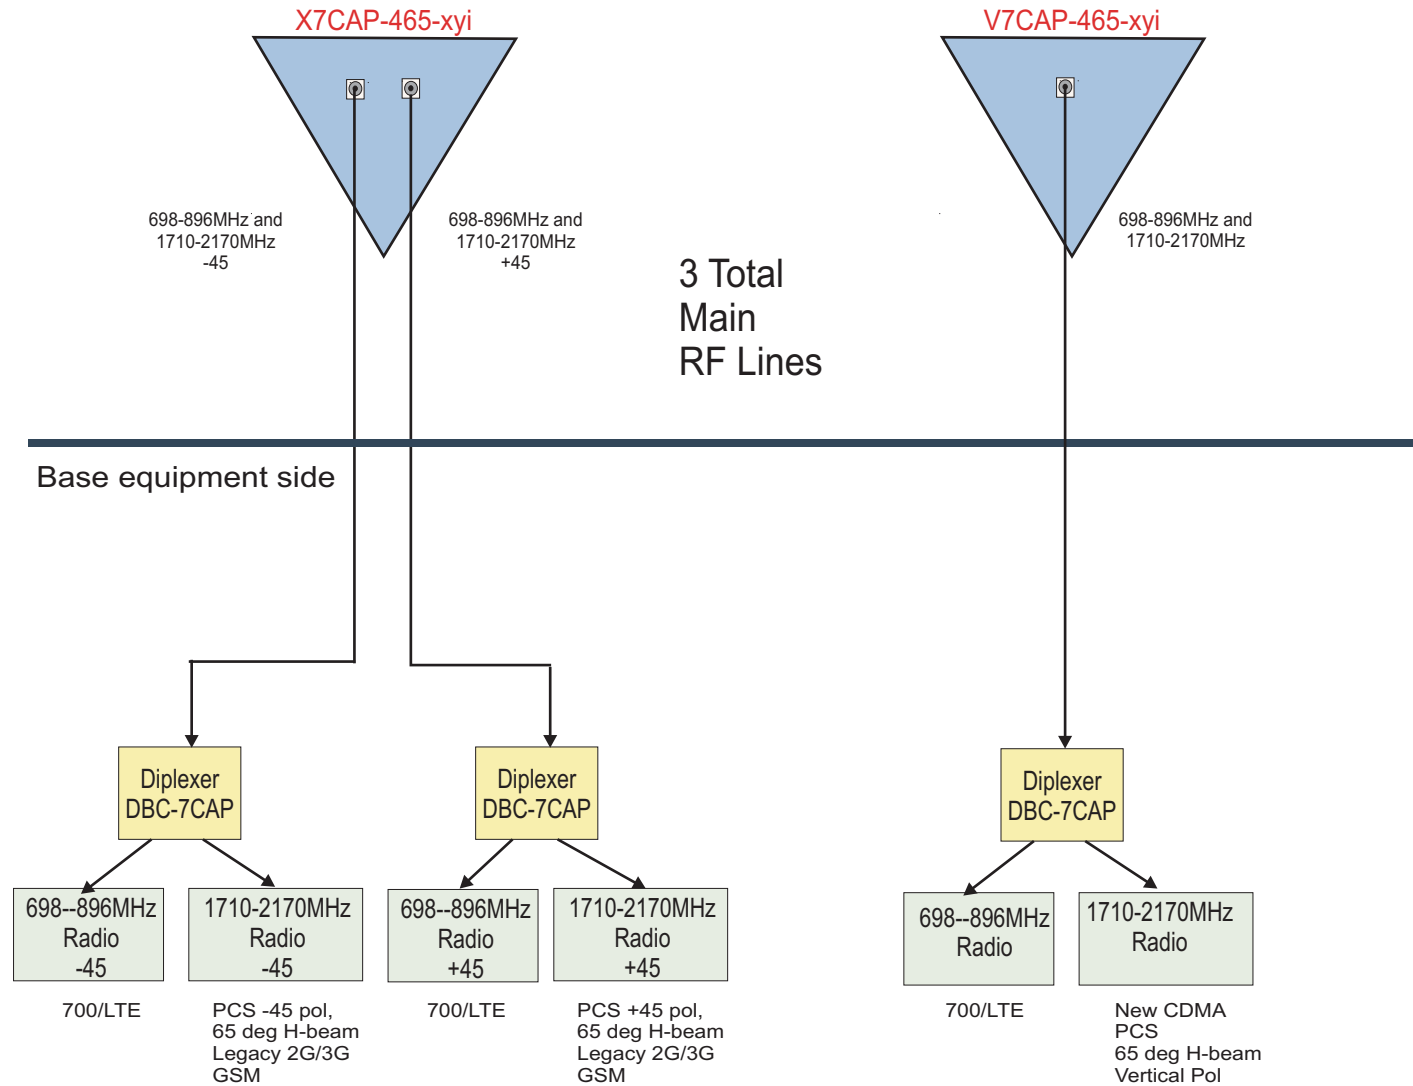 X7CAP-465-xyi
V7CAP-465-xyi
698-896MHz and
1710-2170MHz
-45
698-896MHz and
1710-2170MHz
+45
698-896MHz and
1710-2170MHz
3 Total
Main
RF Lines
Base equipment side
Diplexer
DBC-7CAP
Diplexer
DBC-7CAP
Diplexer
DBC-7CAP
698--896MHz
Radio
-45
1710-2170MHz
Radio
-45
698--896MHz
Radio
+45
1710-2170MHz
Radio
+45
698--896MHz
Radio
1710-2170MHz
Radio
700/LTE
PCS -45 pol,
65 deg H-beam
Legacy 2G/3G
GSM
700/LTE
PCS +45 pol,
65 deg H-beam
Legacy 2G/3G
GSM
700/LTE
New CDMA
PCS
65 deg H-beam
Vertical Pol